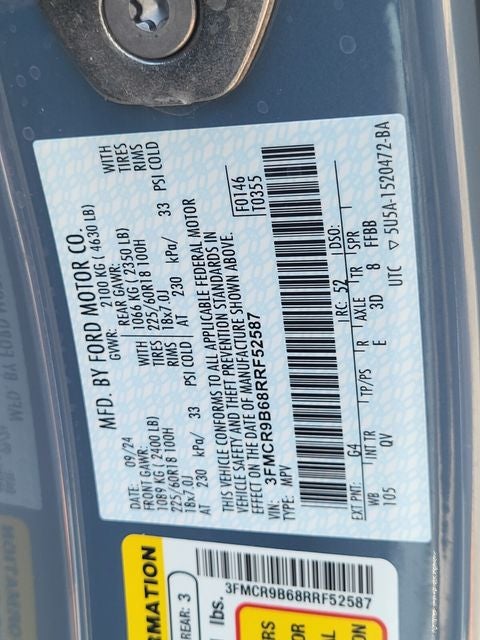 MFD. BY FORD MOTOR CO.
DATE: 09/24 GVWR: 2100 KG ( 4630 LB)
FRONT GAWR: REAR GAWR:
1089 KG ( 2400 LB) WITH 1066 KG ( 2350 LB) WITH
225/60R18 100H TIRES 225/60R18 100H TIRES
18x7.0J RIMS 18x7.0J RIMS
AT 230 kPa/ 33 PSI COLD AT 230 kPa/ 33 PSI COLD
THIS VEHICLE CONFORMS TO ALL APPLICABLE FEDERAL MOTOR
VEHICLE SAFETY AND THEFT PREVENTION STANDARDS IN
EFFECT ON THE DATE OF MANUFACTURE SHOWN ABOVE.
VIN: 3FMCR9B68RRF52587 F0146
TYPE: MPV T0355
EXT PNT: G4 RC: 52 DSO:
WB INT TR TP/PS R AXLE TR SPR
105 QV E 3D 8 FFBB
UTC ▽ 5U5A-1520472-BA
RMATION
REAR: 3
3FMCR9B68RRF52587
lbs.